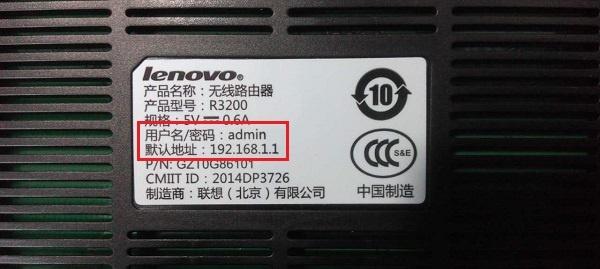 lenovo®
产品名称：无线路由器
产品型号：R3200
规格：5V⎓0.6A
用户名/密码：admin
默认地址：192.168.1.1
P/N: GZT0G86101
CMIIT ID：2014DP3726
制造商：联想（北京）有限公司
10
CCC S&E
中国制造